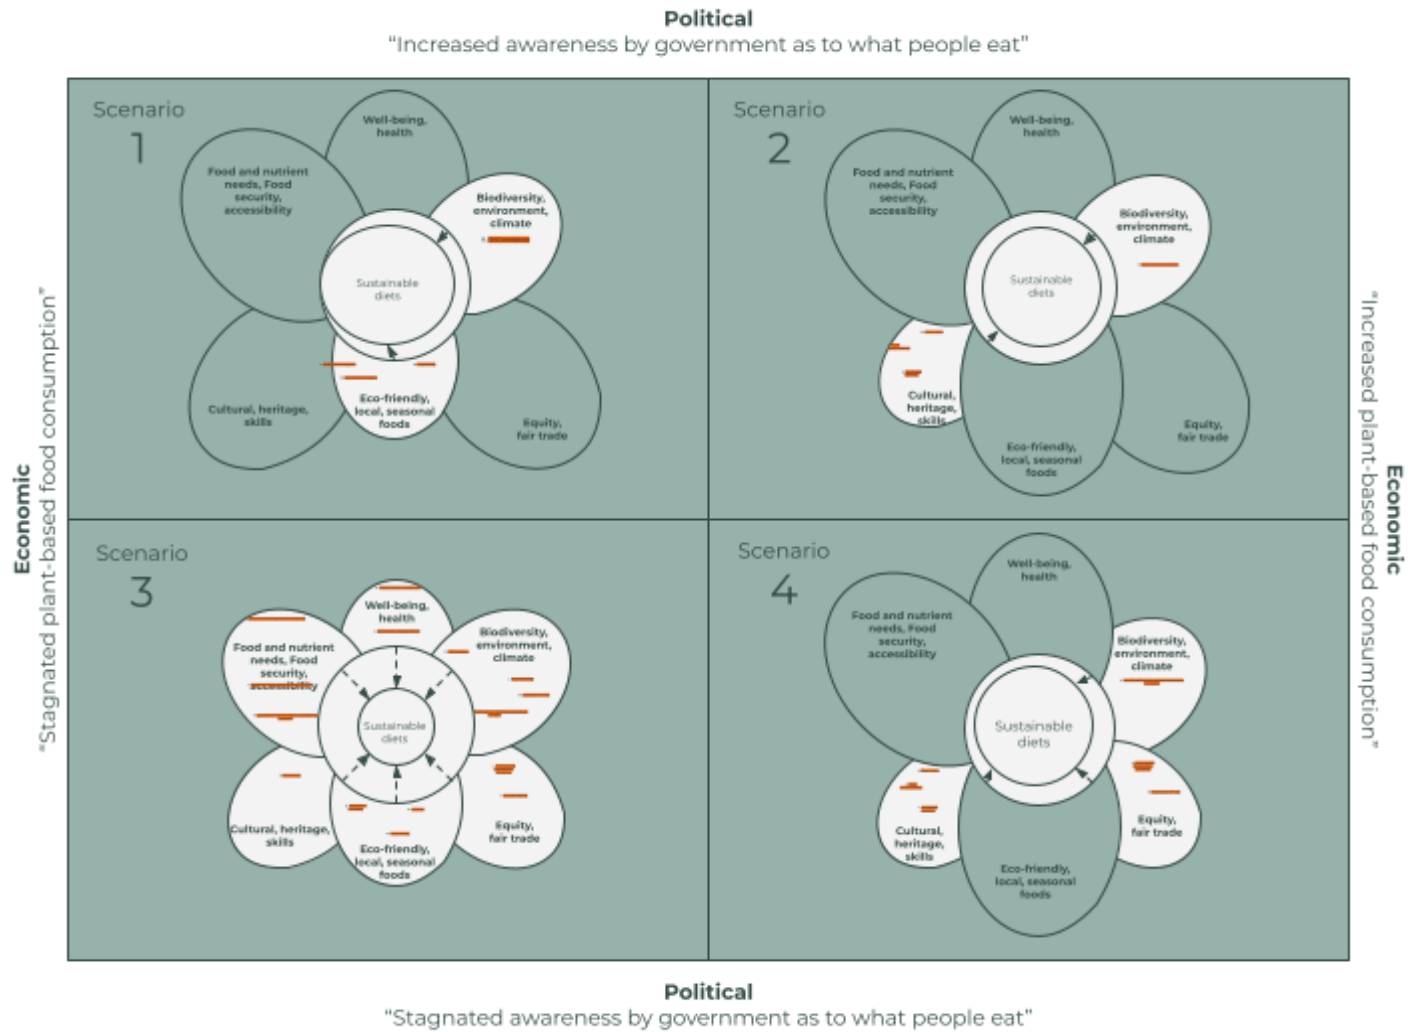 Political
“Increased awareness by government as to what people eat”
Economic
“Stagnated plant-based food consumption”
Scenario
1
Well-being,
health
Food and nutrient
needs, Food
security,
accessibility
Biodiversity,
environment,
climate
Sustainable
diets
Cultural, heritage,
skills
Eco-friendly,
local, seasonal
foods
Equity,
fair trade
Scenario
2
Well-being,
health
Food and nutrient
needs, Food
security,
accessibility
Biodiversity,
environment,
climate
Sustainable
diets
Cultural,
heritage,
skills
Eco-friendly,
local, seasonal
foods
Equity,
fair trade
Economic
“Increased plant-based food consumption”
Scenario
3
Well-being,
health
Food and nutrient
needs, Food
security,
accessibility
Biodiversity,
environment,
climate
Sustainable
diets
Cultural, heritage,
skills
Eco-friendly,
local, seasonal
foods
Equity,
fair trade
Scenario
4
Well-being,
health
Food and nutrient
needs, Food
security,
accessibility
Biodiversity,
environment,
climate
Sustainable
diets
Cultural,
heritage,
skills
Eco-friendly,
local, seasonal
foods
Equity,
fair trade
Political
“Stagnated awareness by government as to what people eat”